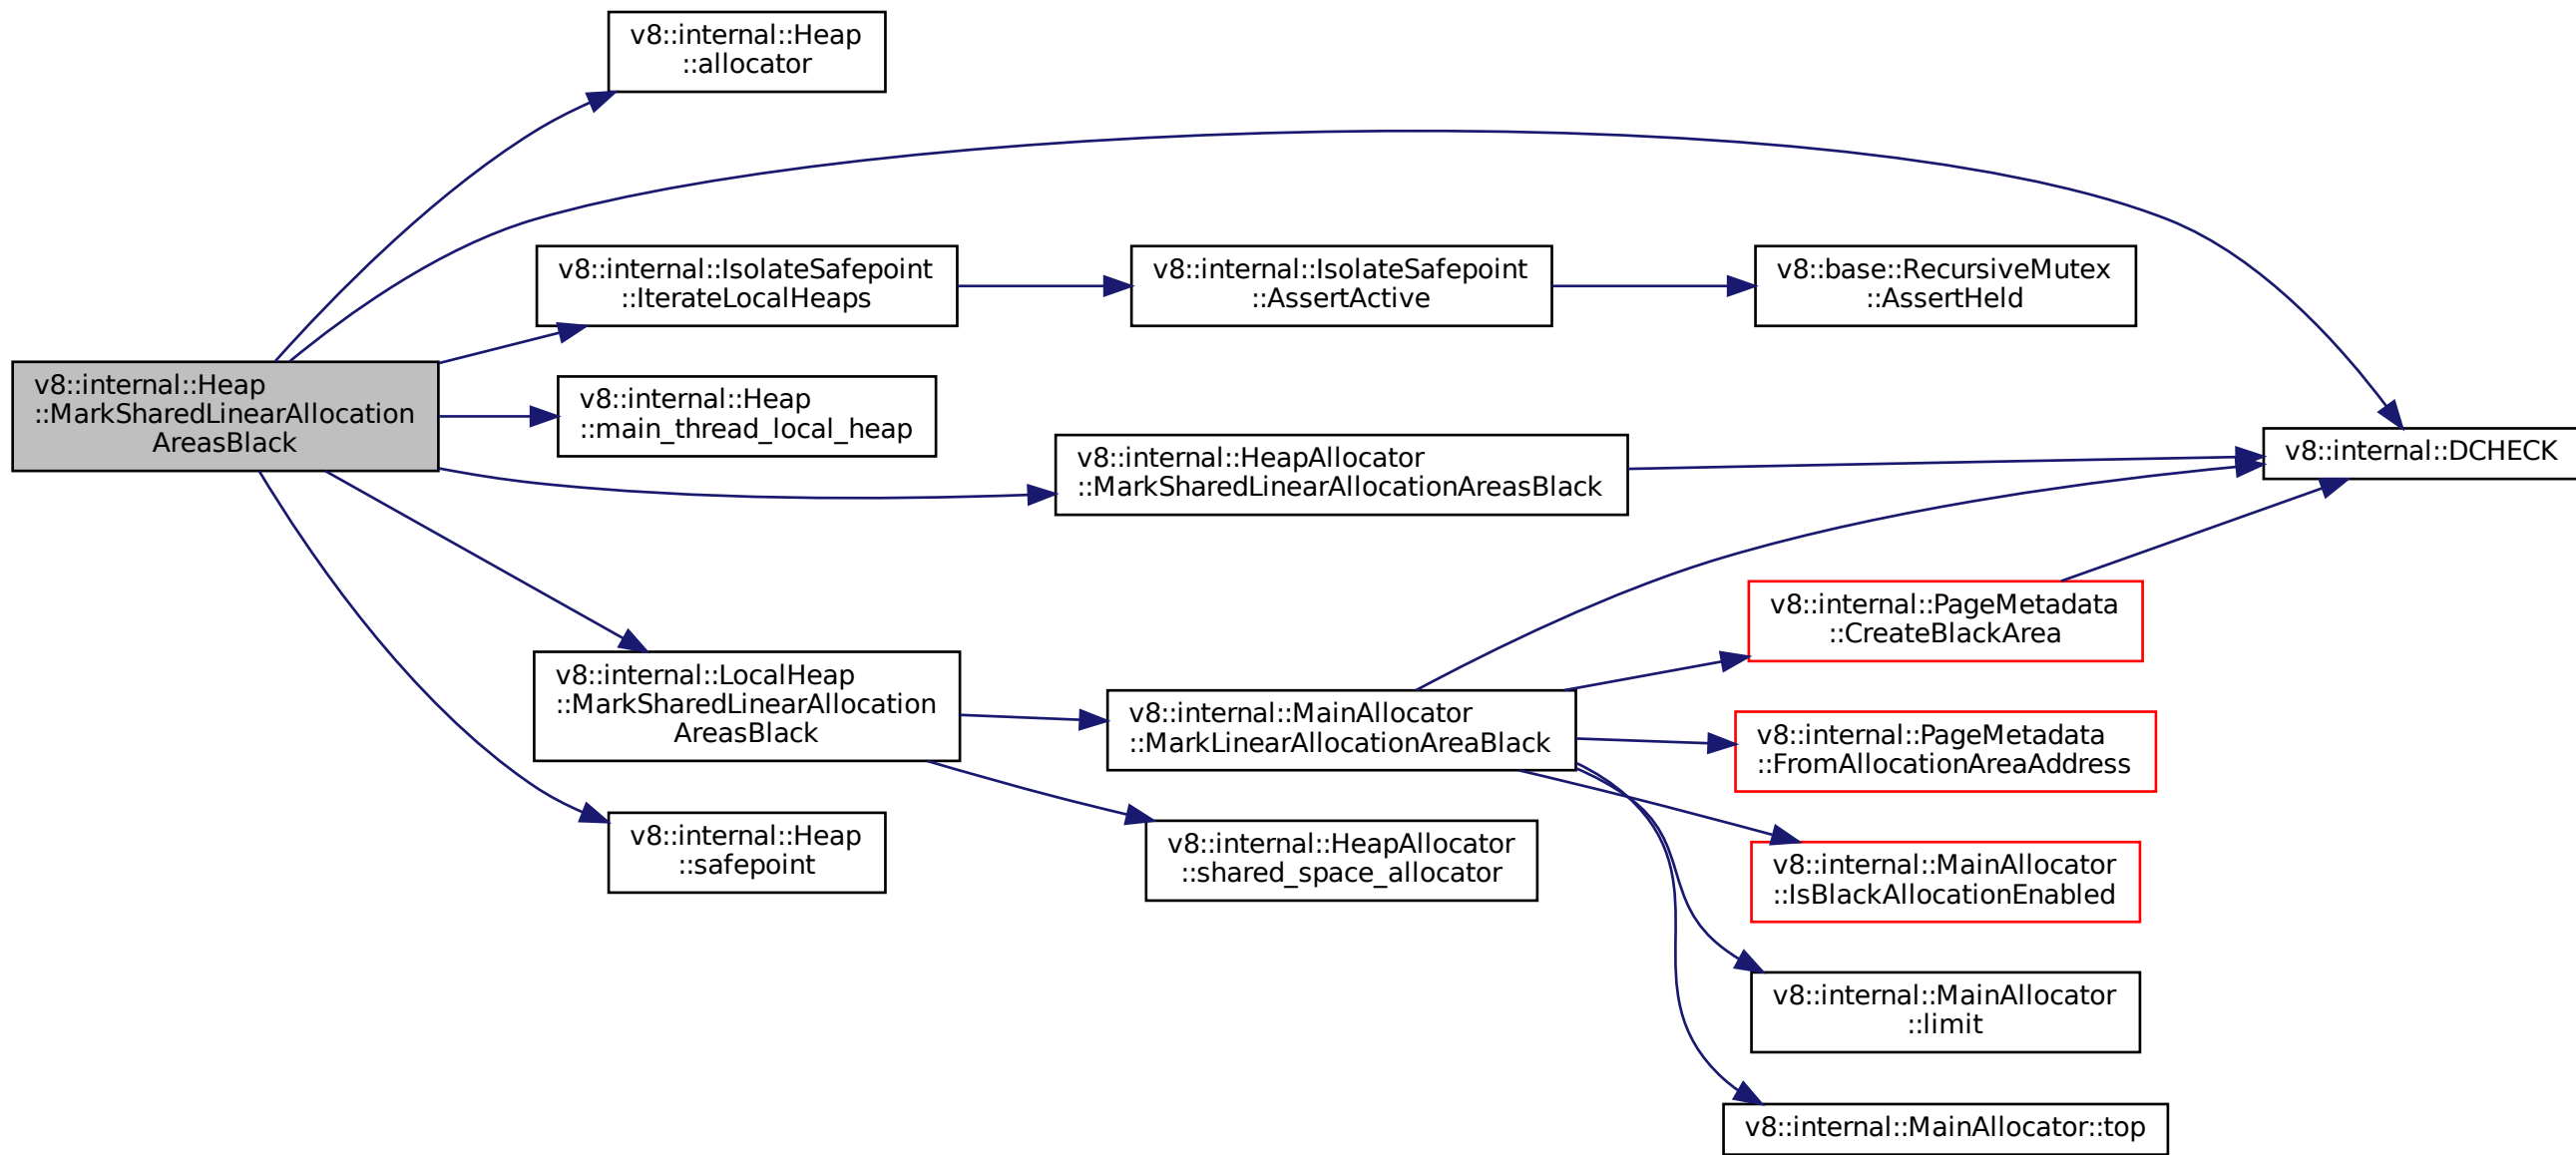 v8::internal::Heap
::allocator
v8::internal::IsolateSafepoint
::IterateLocalHeaps
v8::internal::IsolateSafepoint
::AssertActive
v8::base::RecursiveMutex
::AssertHeld
v8::internal::Heap
::MarkSharedLinearAllocation
AreasBlack
v8::internal::Heap
::main_thread_local_heap
v8::internal::HeapAllocator
::MarkSharedLinearAllocationAreasBlack
v8::internal::DCHECK
v8::internal::PageMetadata
::CreateBlackArea
v8::internal::LocalHeap
::MarkSharedLinearAllocation
AreasBlack
v8::internal::MainAllocator
::MarkLinearAllocationAreaBlack
v8::internal::PageMetadata
::FromAllocationAreaAddress
v8::internal::Heap
::safepoint
v8::internal::HeapAllocator
::shared_space_allocator
v8::internal::MainAllocator
::IsBlackAllocationEnabled
v8::internal::MainAllocator
::limit
v8::internal::MainAllocator::top